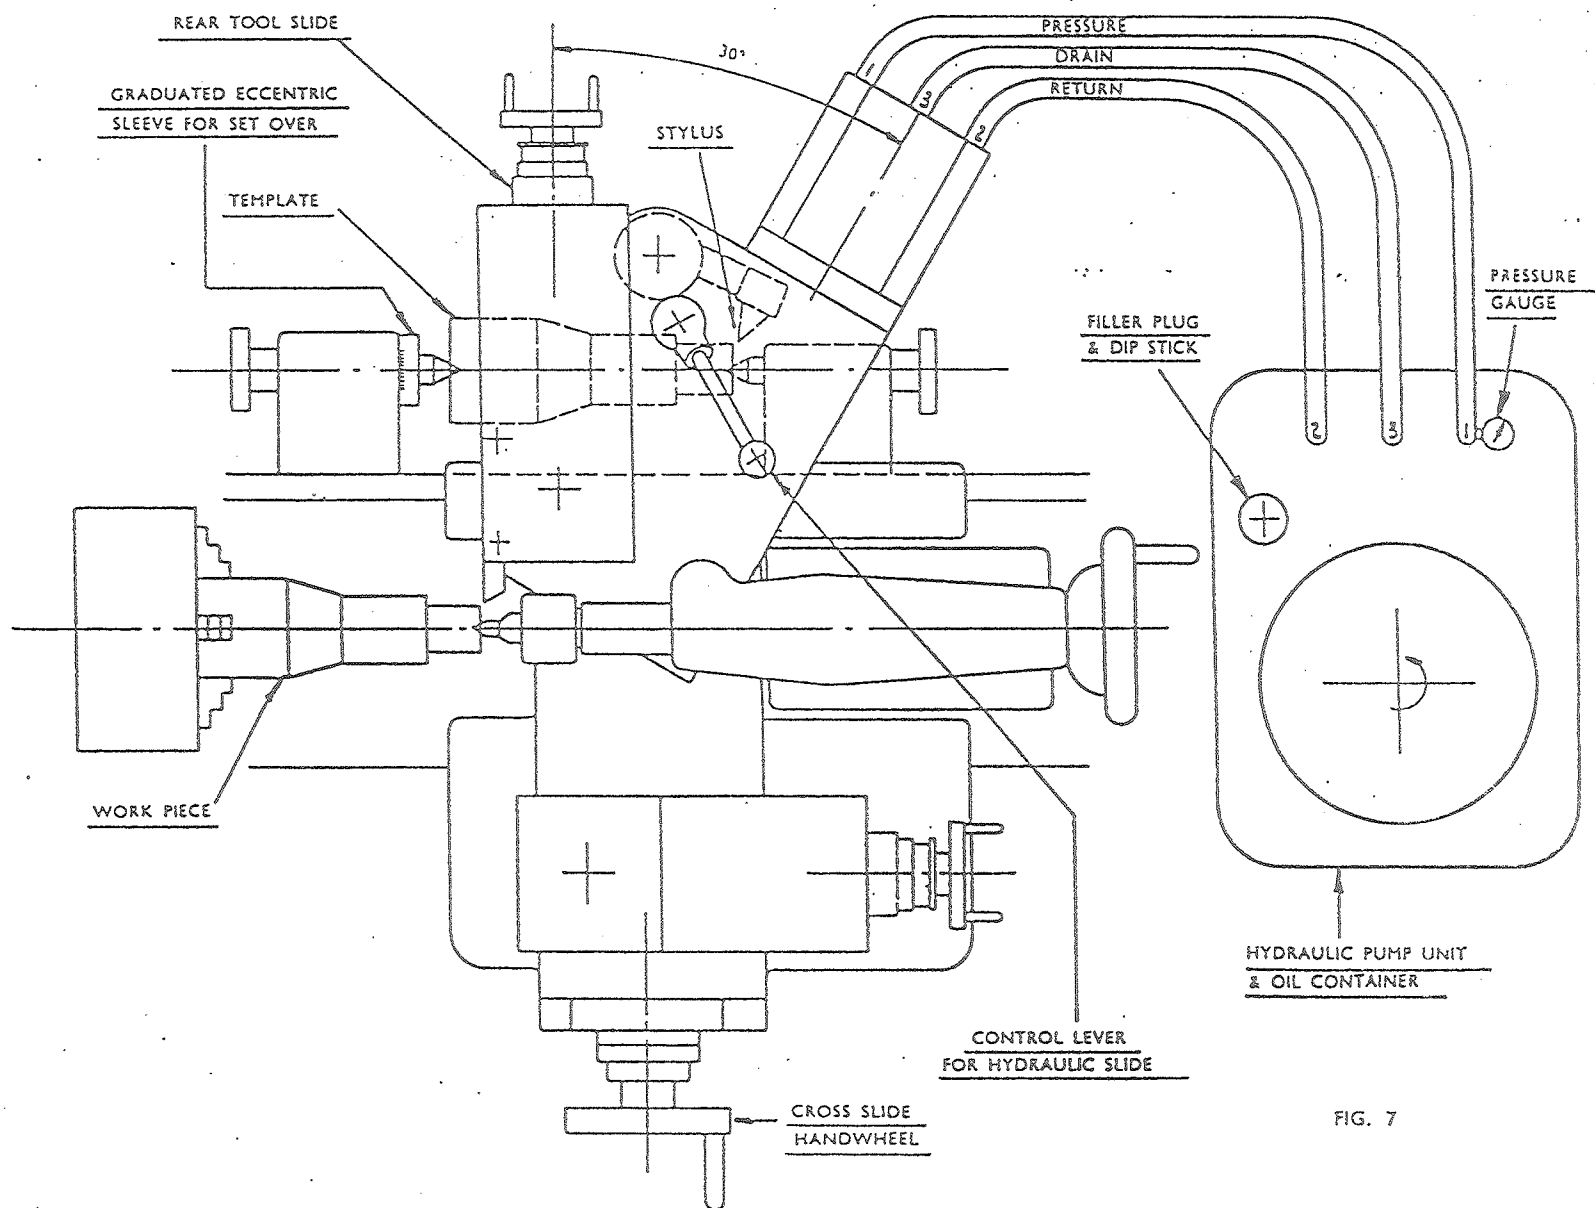 REAR TOOL SLIDE
GRADUATED ECCENTRIC
SLEEVE FOR SET OVER
TEMPLATE
30°
STYLUS
PRESSURE
DRAIN
RETURN
1
3
2
PRESSURE
GAUGE
FILLER PLUG
& DIP STICK
2
3
1
WORK PIECE
HYDRAULIC PUMP UNIT
& OIL CONTAINER
CONTROL LEVER
FOR HYDRAULIC SLIDE
CROSS SLIDE
HANDWHEEL
FIG. 7